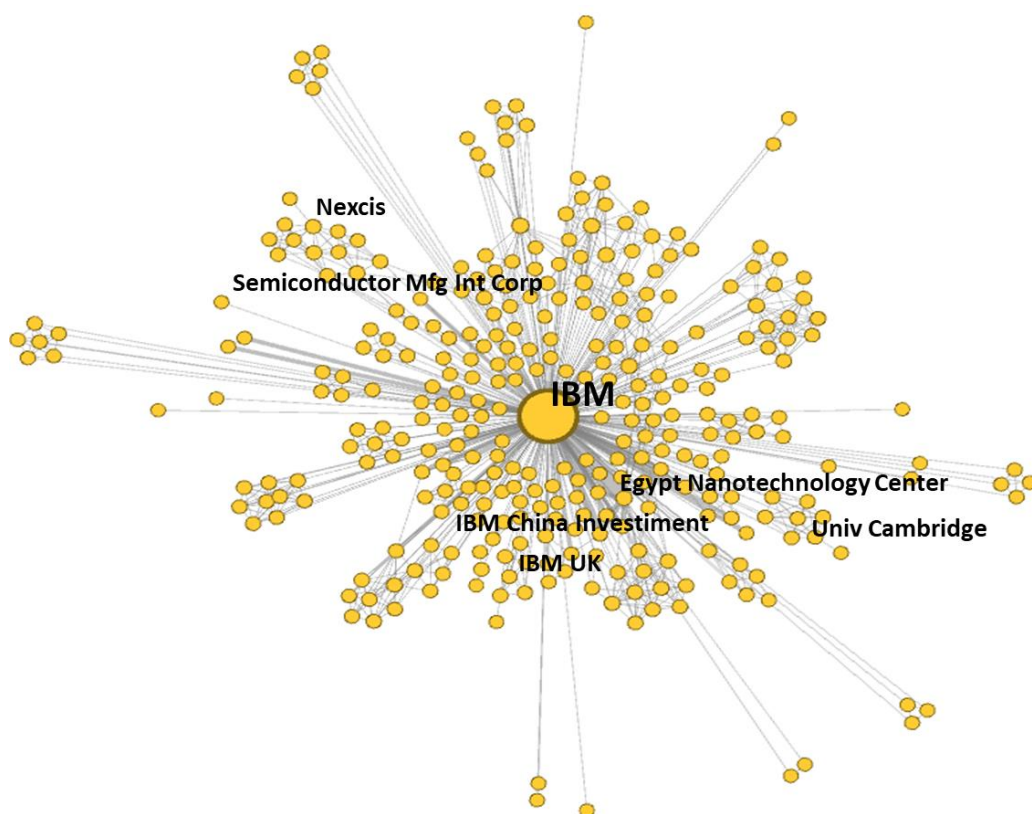 Nexcis
Semiconductor Mfg Int Corp
IBM
Egypt Nanotechnology Center
IBM China Investiment
Univ Cambridge
IBM UK